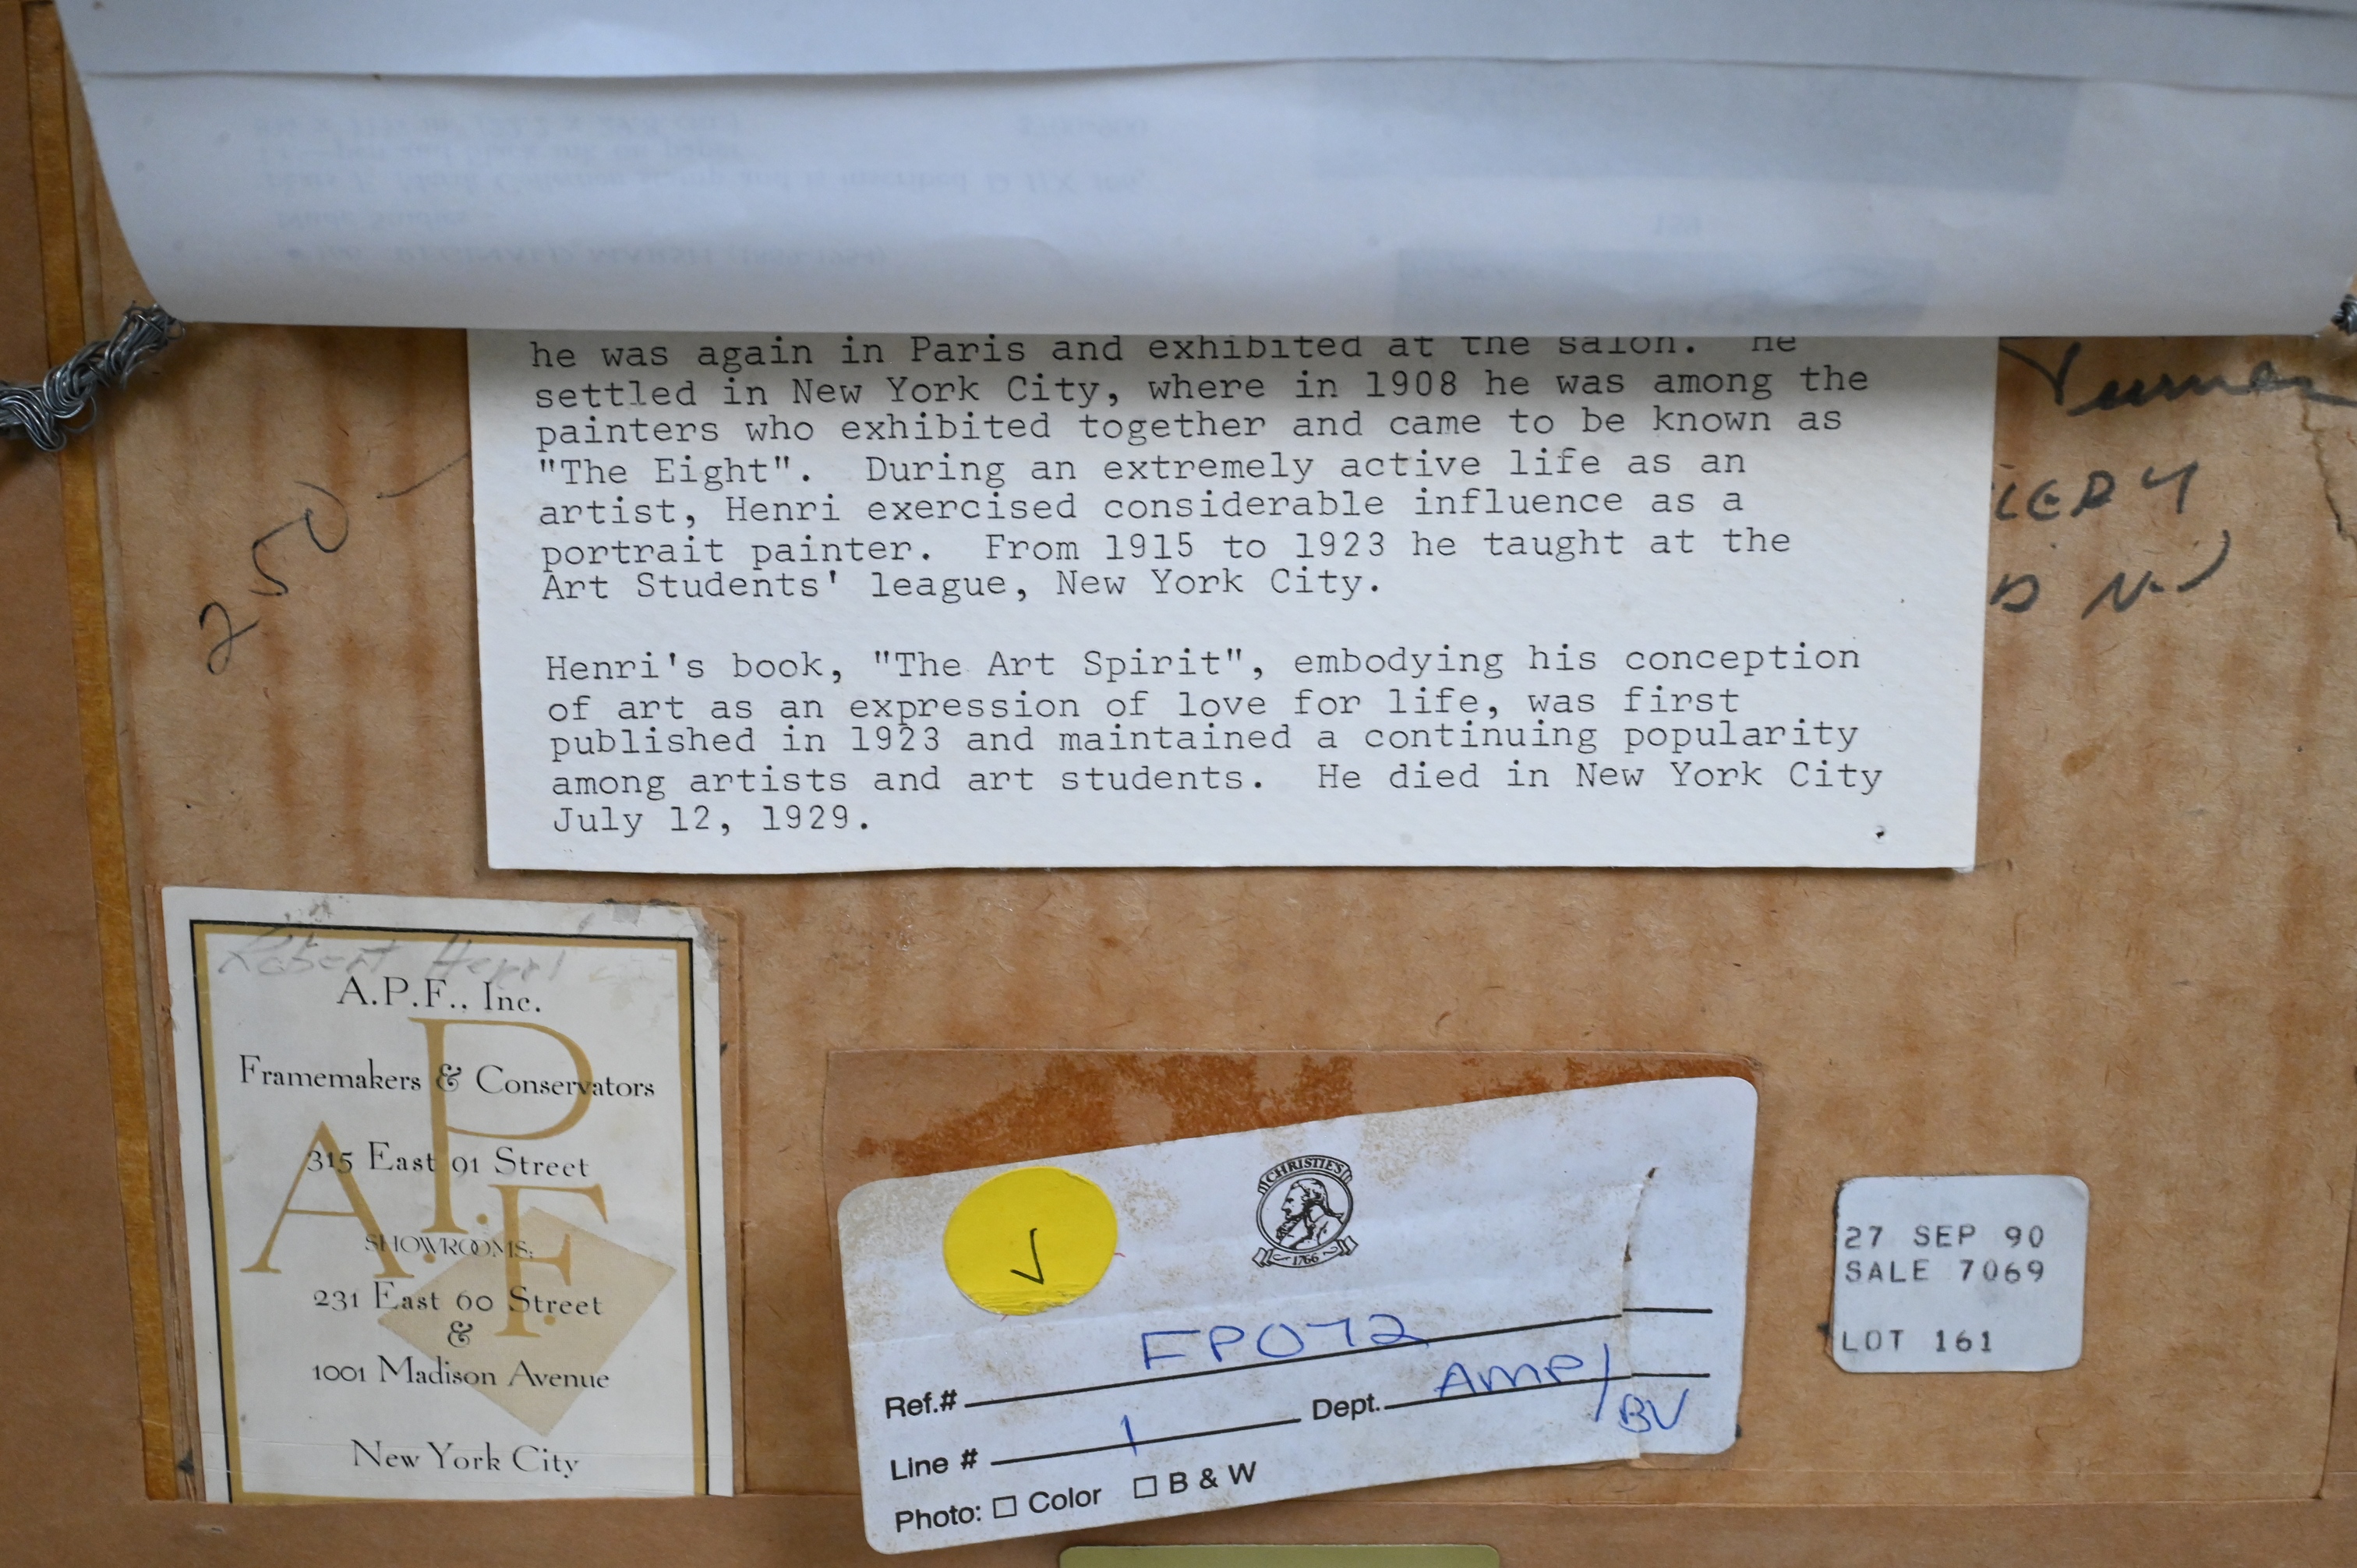 he was again in Paris and exhibited at the salon. He
settled in New York City, where in 1908 he was among the
painters who exhibited together and came to be known as
"The Eight". During an extremely active life as an
artist, Henri exercised considerable influence as a
portrait painter. From 1915 to 1923 he taught at the
Art Students' league, New York City.
Henri's book, "The Art Spirit", embodying his conception
of art as an expression of love for life, was first
published in 1923 and maintained a continuing popularity
among artists and art students. He died in New York City
July 12, 1929.
250
N.J
Robert Henri
A.P.F., Inc.
Framemakers & Conservators
315 East 91 Street
A.P.F.
SHOWROOMS:
231 East 60 Street
&
1001 Madison Avenue
New York City
CHRISTIE'S
1766
Ref.# FP072
Line # 1 Dept. Amp/
BV
Photo: □ Color □ B & W
27 SEP 90
SALE 7069
LOT 161